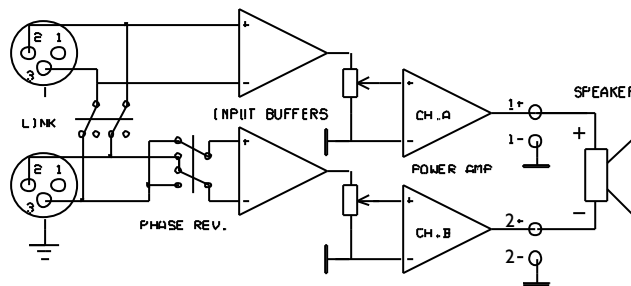 2 1
3
LINK
INPUT BUFFERS
+
-
CH.A
+
-
1+
1-
SPEAKER
+
-
2 1
3
PHASE REV.
+
-
POWER AMP
CH.B
+
-
2+
2-